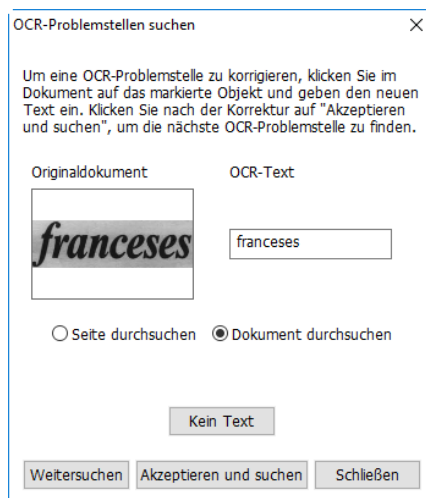 OCR-Problemstellen suchen
Um eine OCR-Problemstelle zu korrigieren, klicken Sie im
Dokument auf das markierte Objekt und geben den neuen
Text ein. Klicken Sie nach der Korrektur auf "Akzeptieren
und suchen", um die nächste OCR-Problemstelle zu finden.
Originaldokument OCR-Text
franceses franceses
Seite durchsuchen Dokument durchsuchen
Kein Text
Weitersuchen Akzeptieren und suchen Schließen